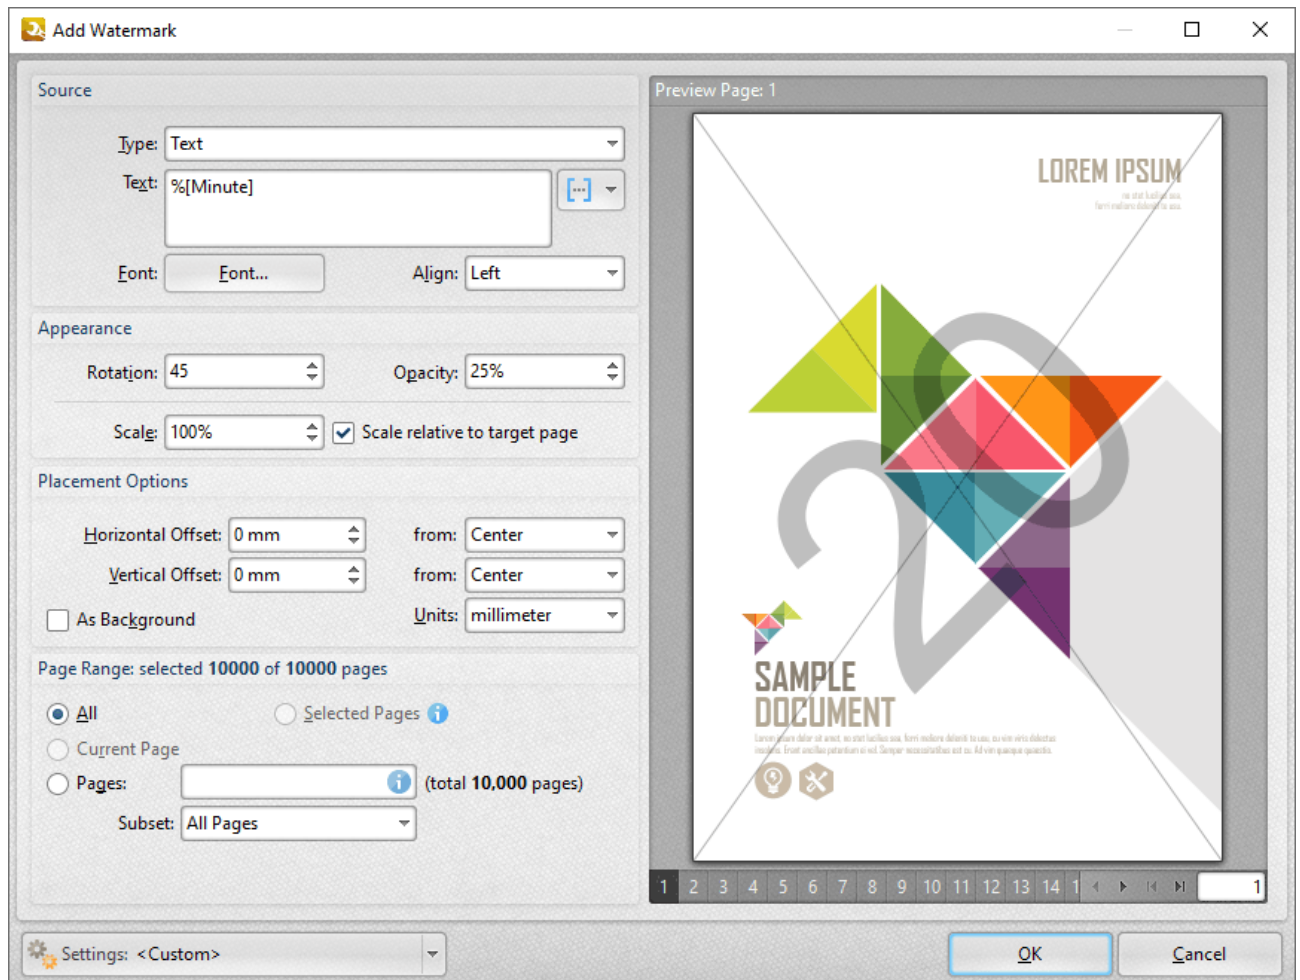 Add Watermark
Source
Type: Text
Text: %[Minute]
Font: Font... Align: Left
Appearance
Rotation: 45 Opacity: 25%
Scale: 100% Scale relative to target page
Placement Options
Horizontal Offset: 0 mm from: Center
Vertical Offset: 0 mm from: Center
As Background Units: millimeter
Page Range: selected 10000 of 10000 pages
All Selected Pages
Current Page
Pages: (total 10,000 pages)
Subset: All Pages
Settings: <Custom>
Preview Page: 1
LOREM IPSUM
20
SAMPLE
DOCUMENT
1 2 3 4 5 6 7 8 9 10 11 12 13 14 1 1
OK Cancel